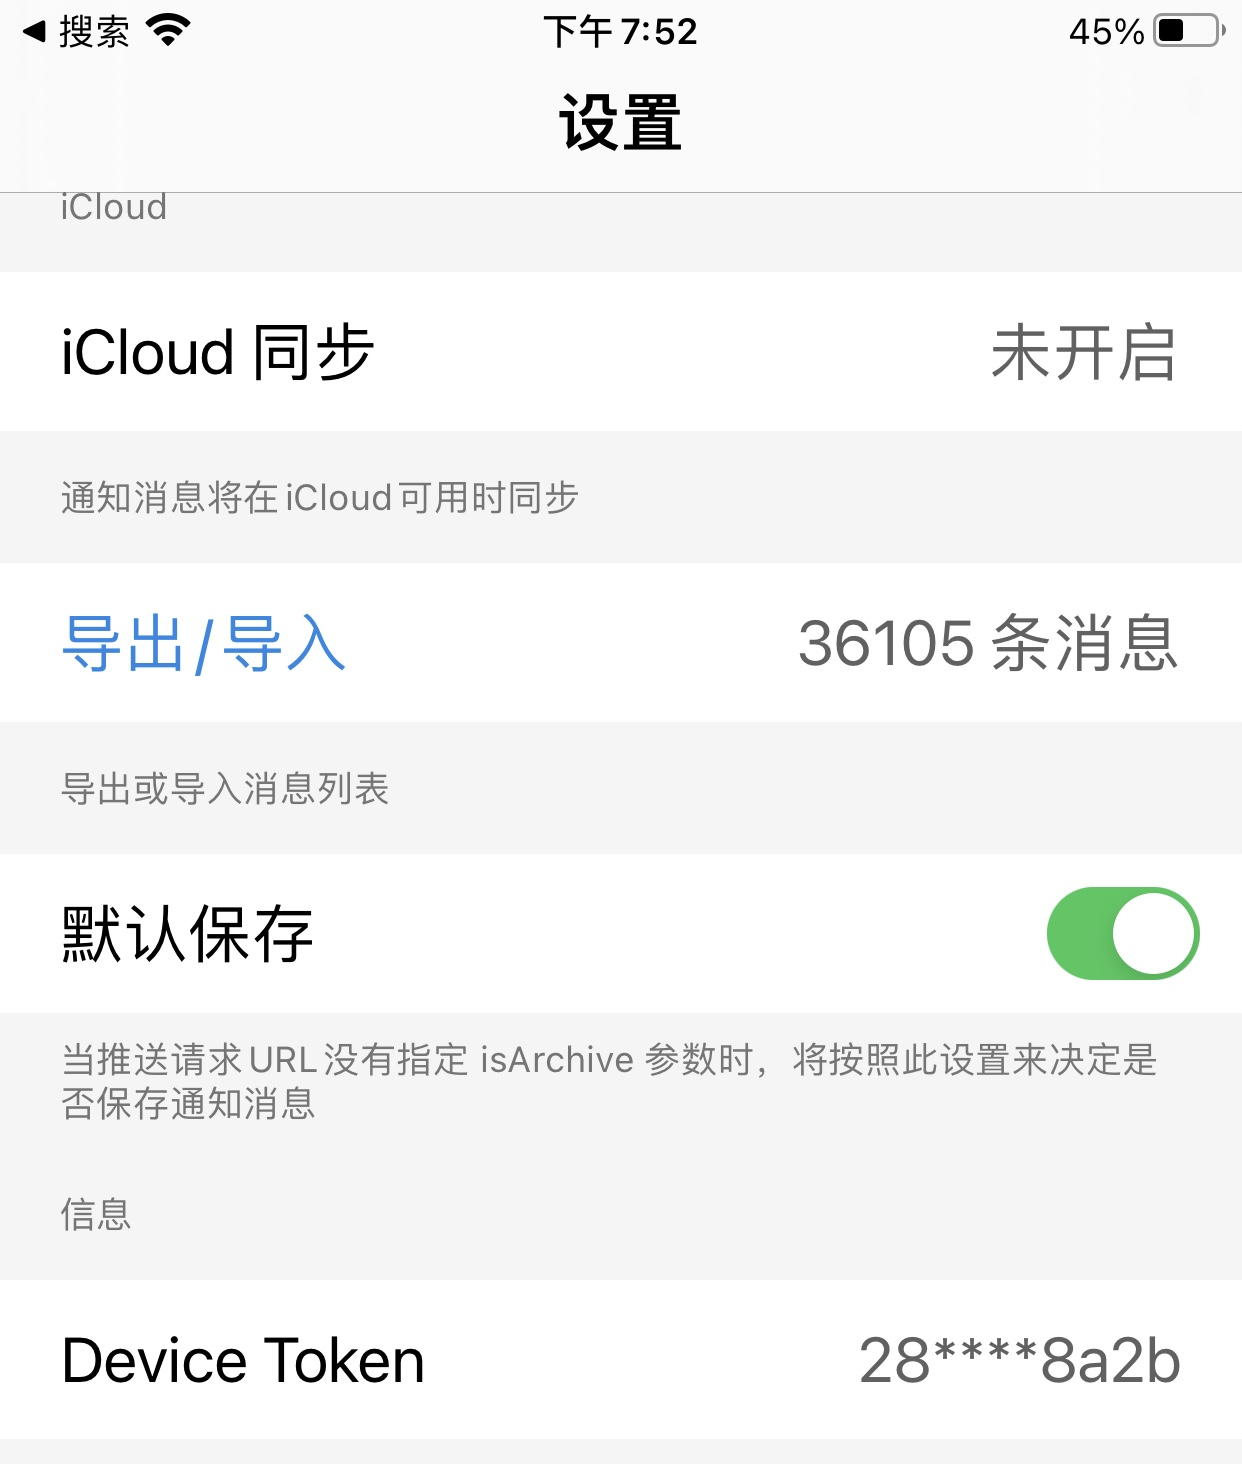 ◀ 搜索 下午 7:52 45%
设置
iCloud
iCloud 同步 未开启
通知消息将在 iCloud 可用时同步
导出/导入 36105 条消息
导出或导入消息列表
默认保存
当推送请求 URL 没有指定 isArchive 参数时，将按照此设置来决定是
否保存通知消息
信息
Device Token 28****8a2b